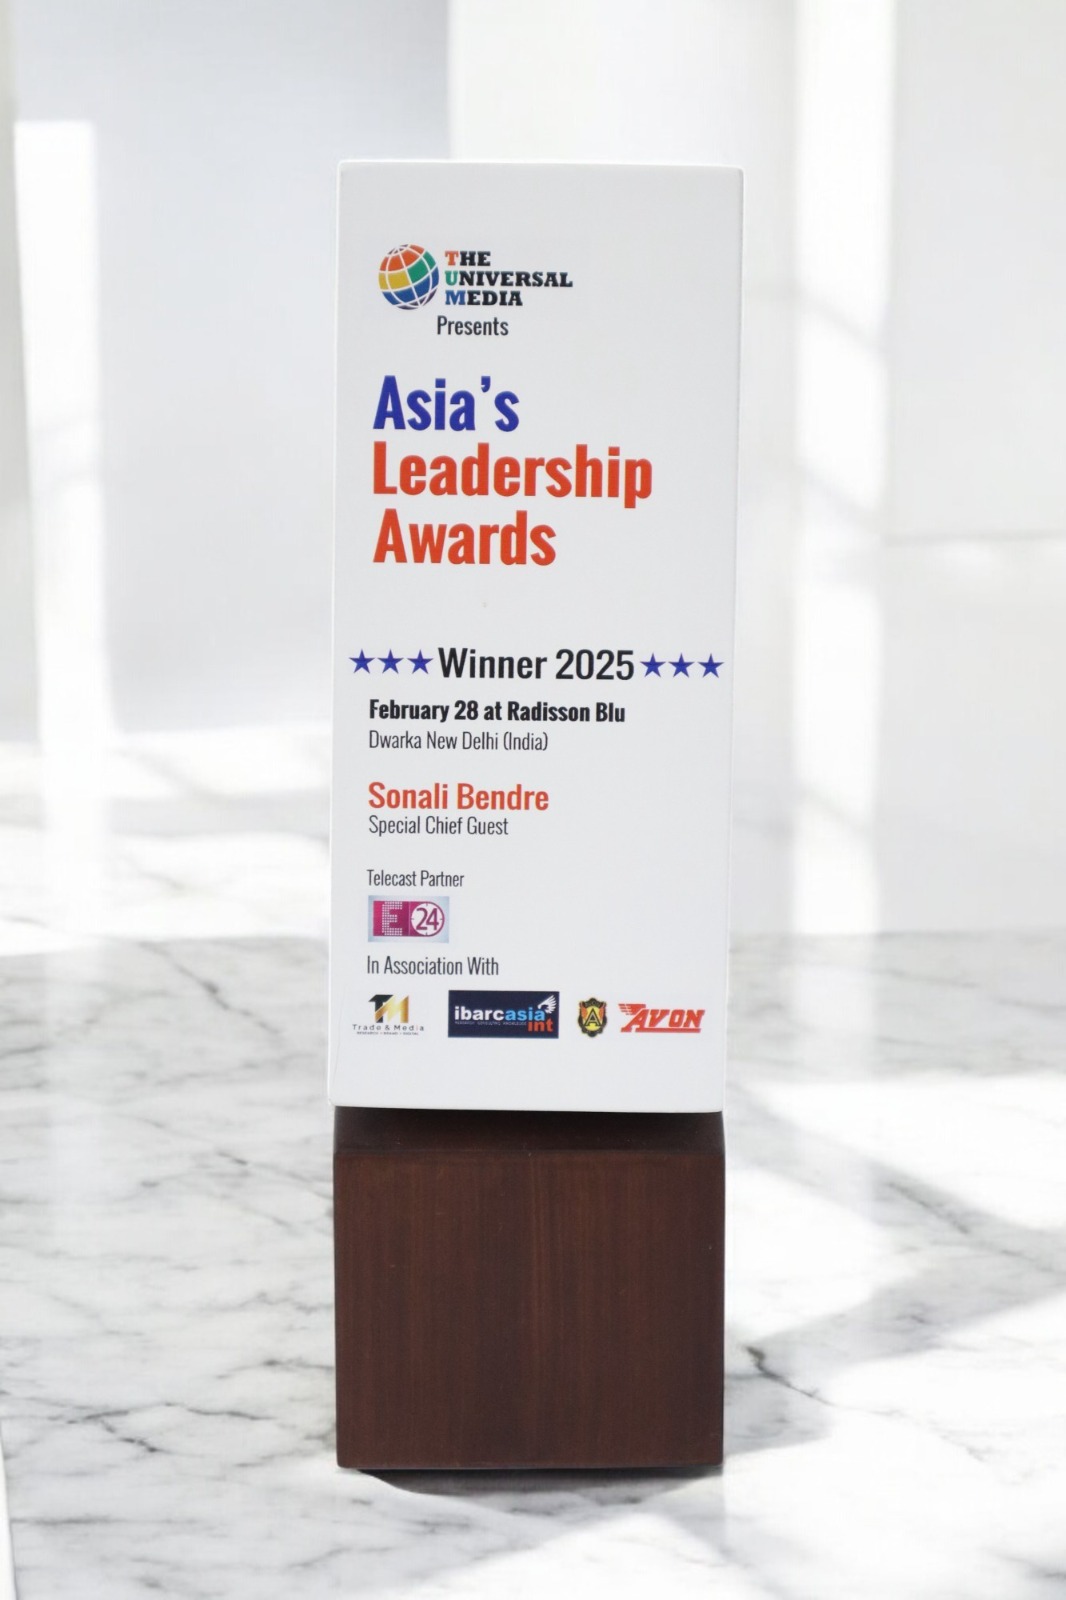 THE
UNIVERSAL
MEDIA
Presents
Asia's
Leadership
Awards
Winner 2025
February 28 at Radisson Blu
Dwarka New Delhi (India)
Sonali Bendre
Special Chief Guest
Telecast Partner
E 24
In Association With
TM
Trade & Media
ibarcasia
int
A
AVON